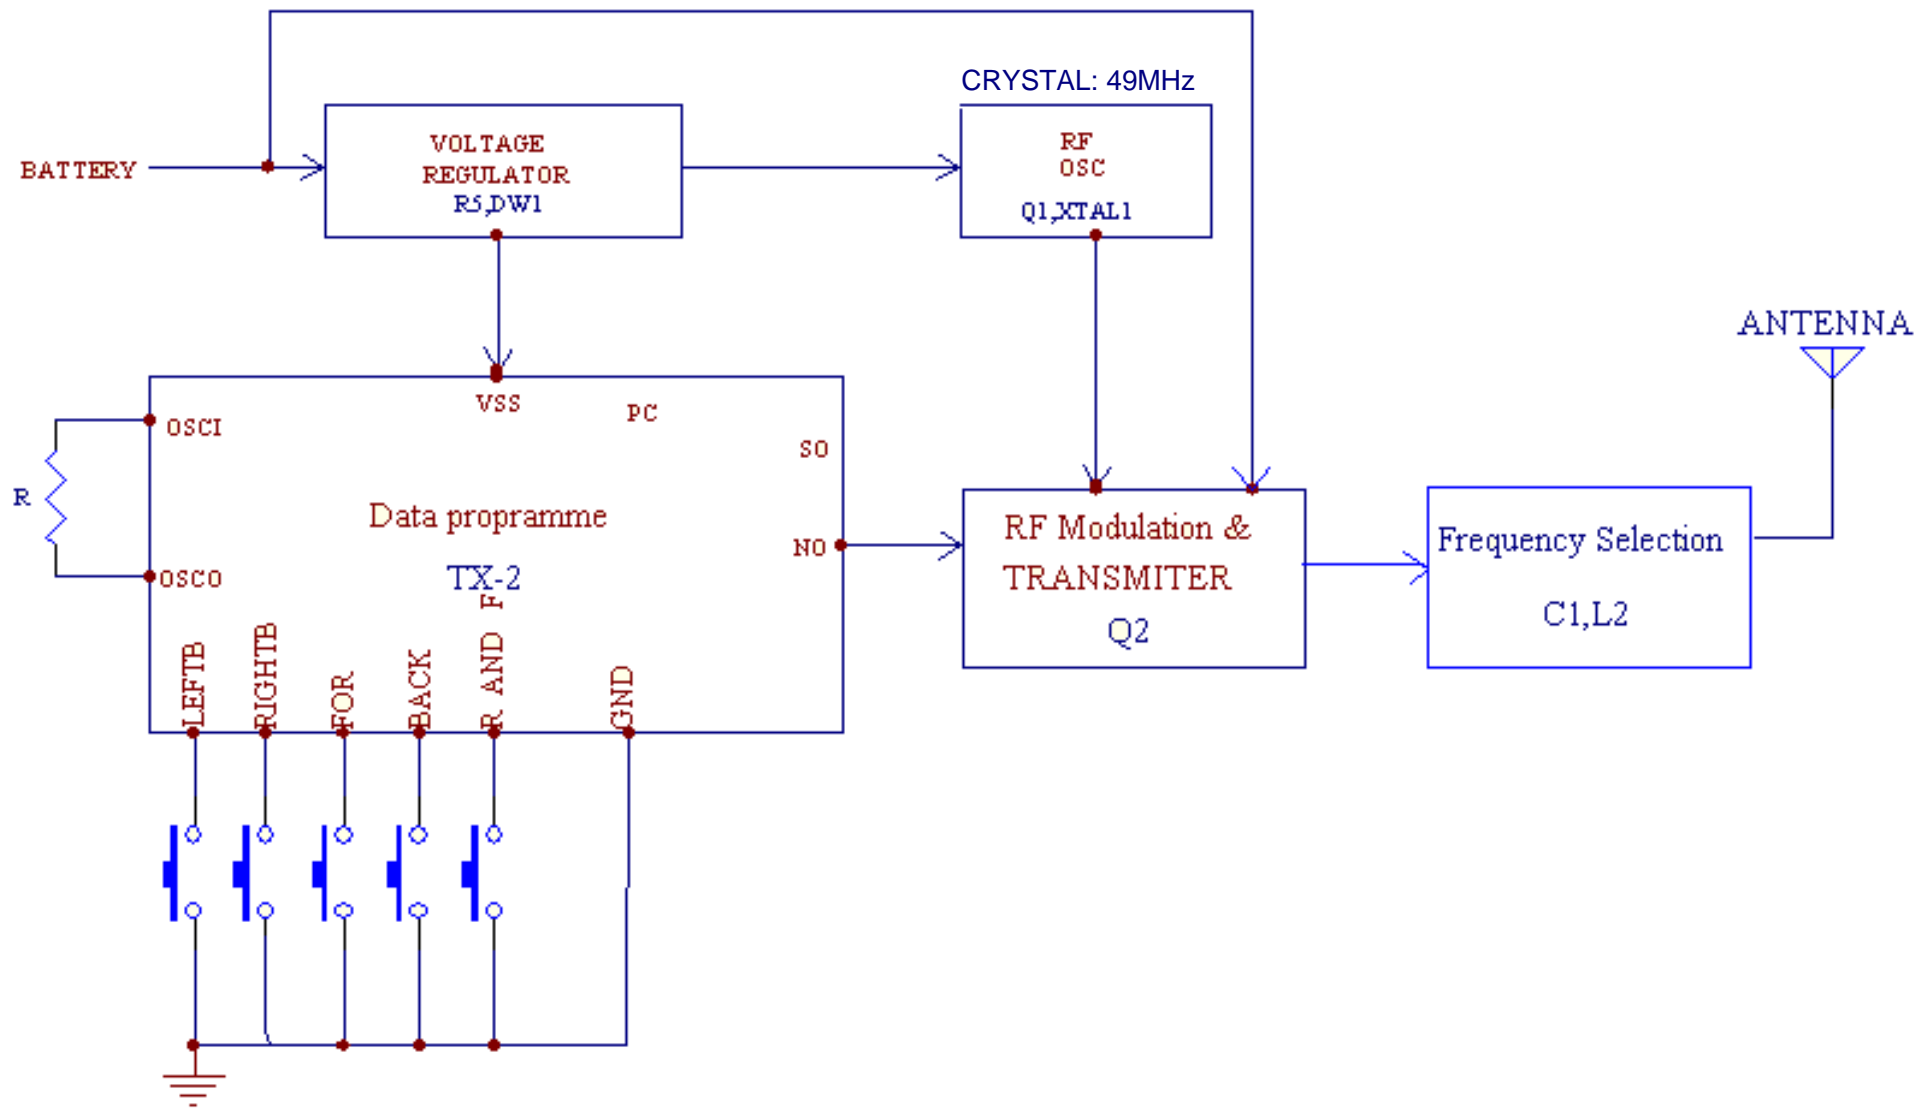 CRYSTAL: 49MHz
BATTERY
VOLTAGE
REGULATOR
R5,DW1
RF
OSC
Q1,XTAL1
ANTENNA
VSS
PC
OSCI
SO
R
Data propramme
TX-2
NO
OSCO
RF Modulation &
TRANSMITER
Q2
Frequency Selection
C1,L2
LEFTB
RIGHTB
FOR
BACK
R AND F
GND